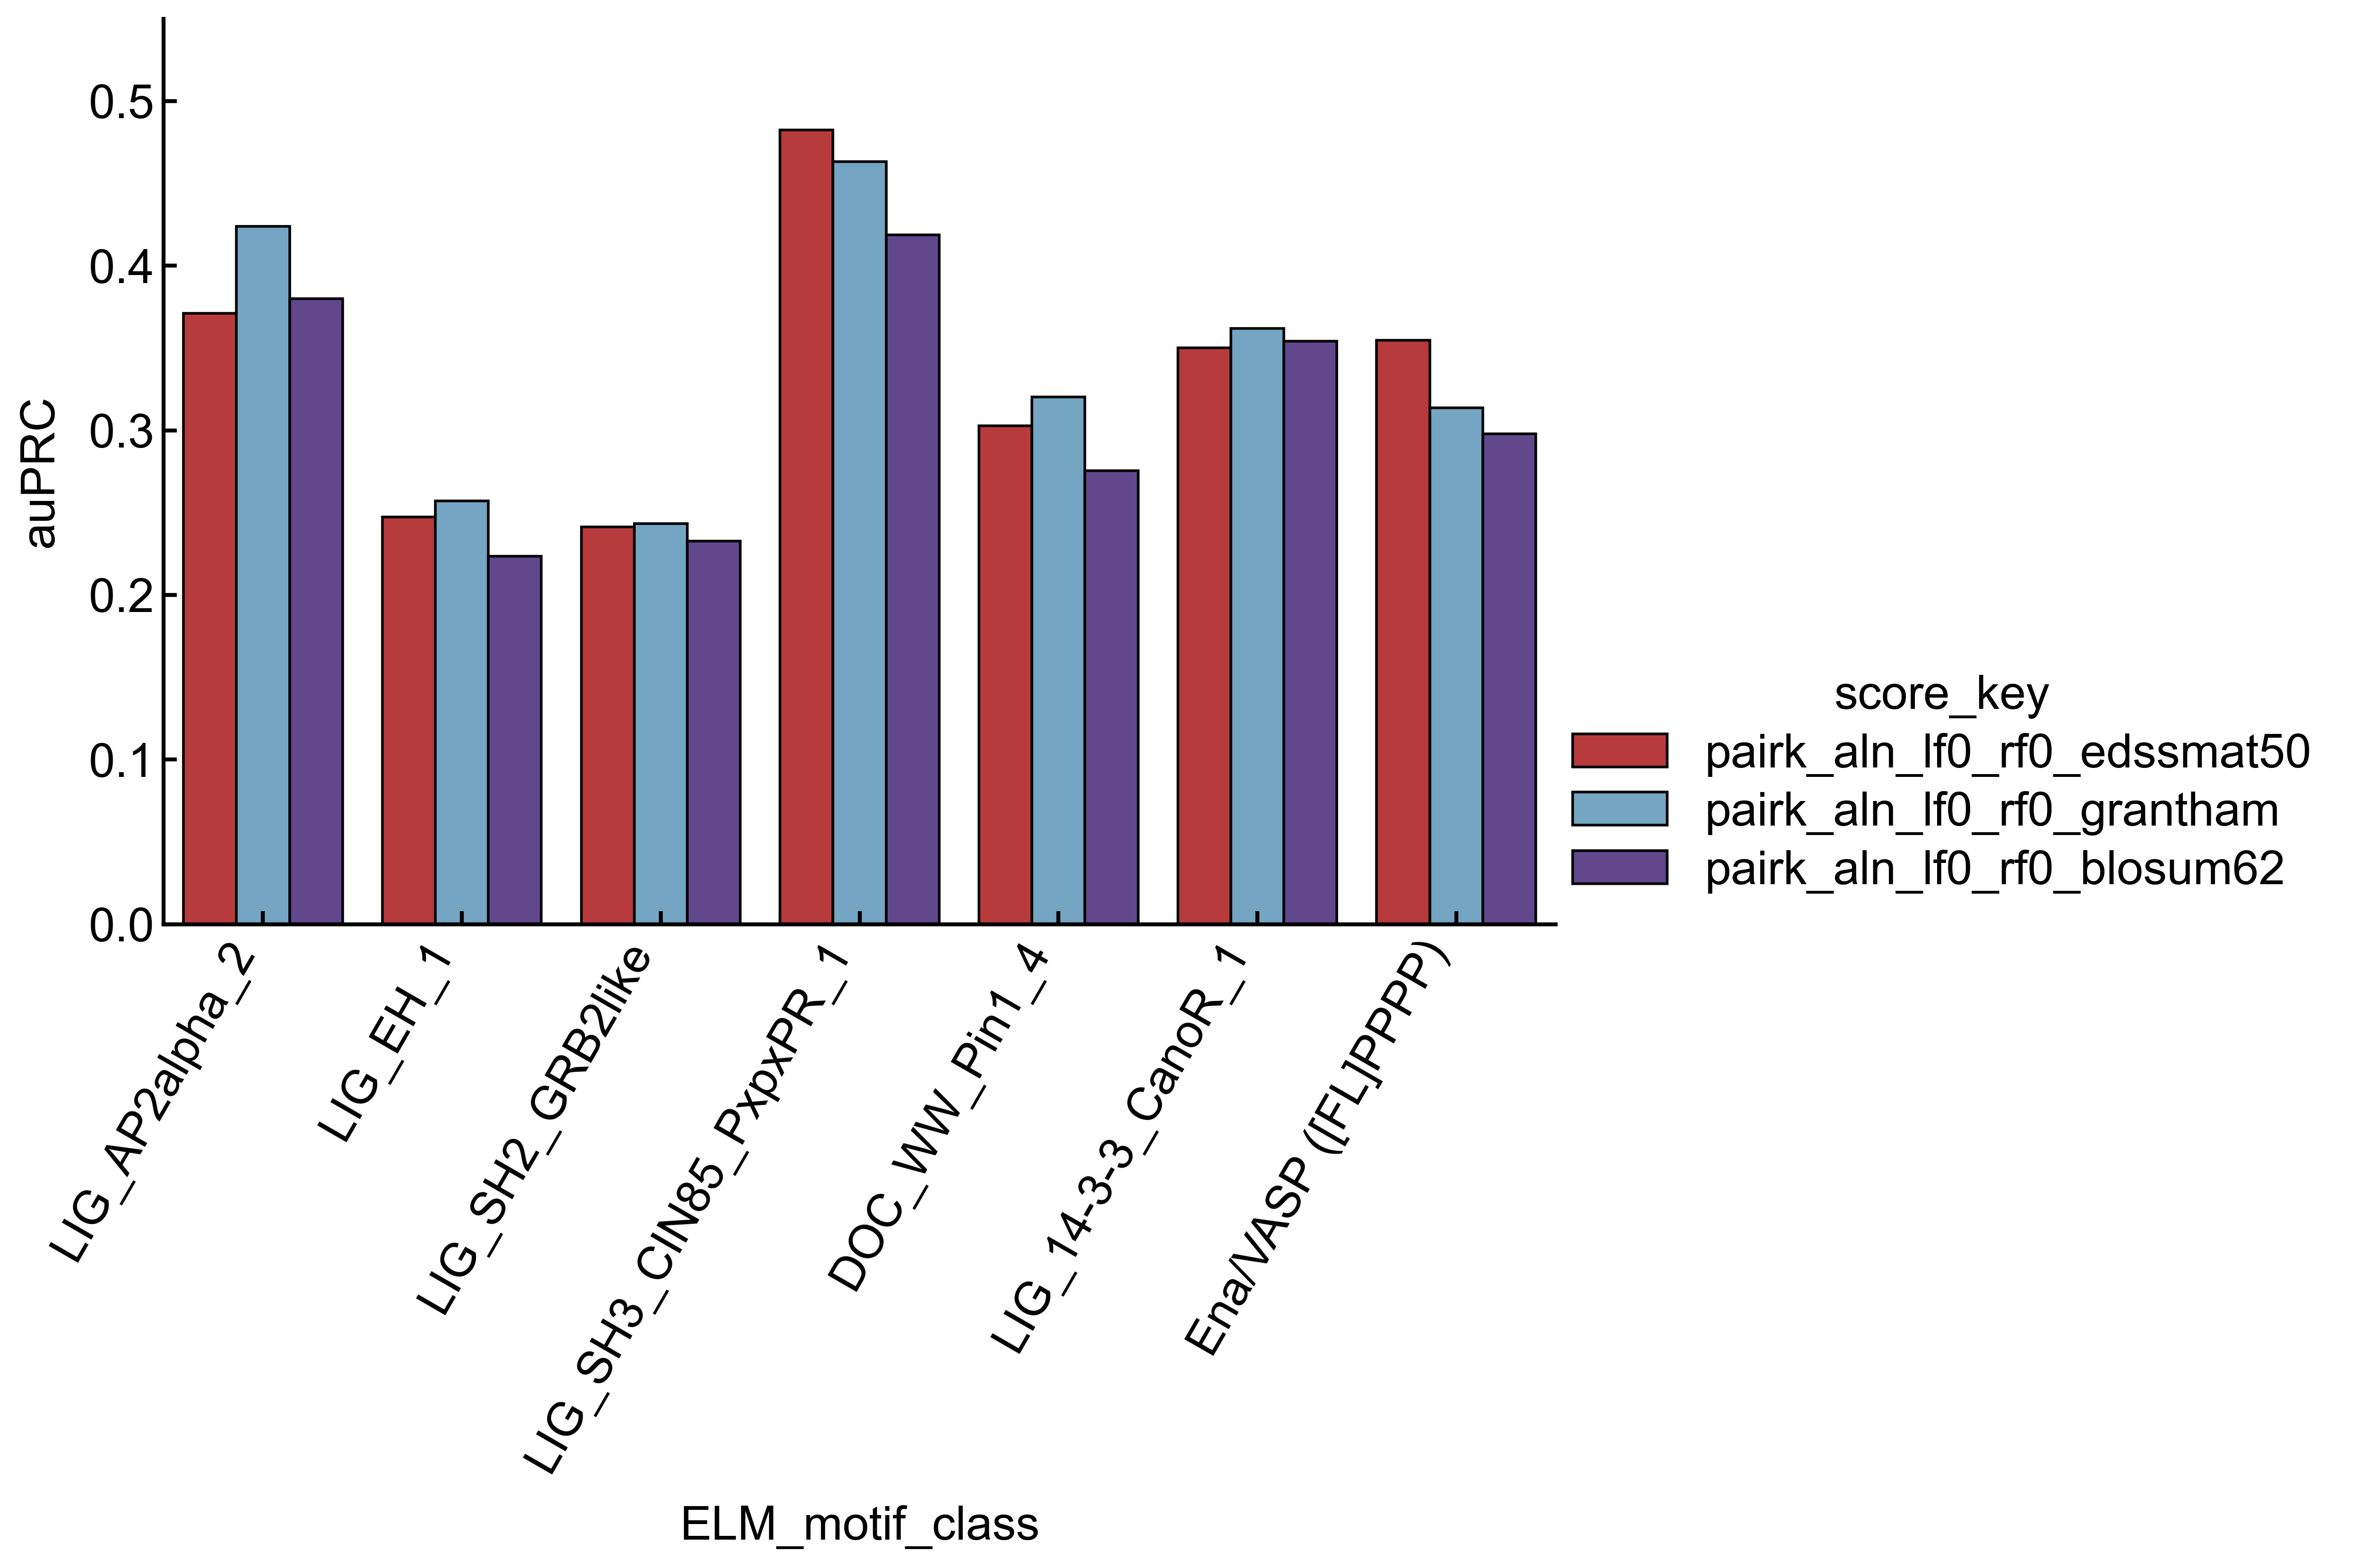 0.5
0.4
0.3
0.2
0.1
0.0
auPRC
LIG_AP2alpha_2
LIG_EH_1
LIG_SH2_GRB2like
LIG_SH3_CIN85_PxpxPR_1
DOC_WW_Pin1_4
LIG_14-3-3_CanoR_1
Ena/VASP ([FL]PPPP)
ELM_motif_class
score_key
pairk_aln_lf0_rf0_edssmat50
pairk_aln_lf0_rf0_grantham
pairk_aln_lf0_rf0_blosum62